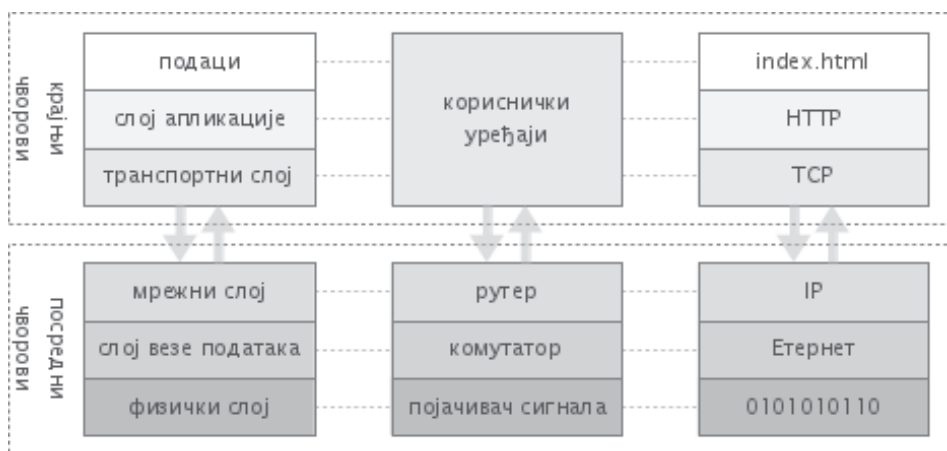 крајњи
чворови
подаци
слој апликације
транспортни слој
кориснички
уређаји
index.html
HTTP
TCP
посредни
чворови
мрежни слој
слој везе података
физички слој
рутер
комутатор
појачивач сигнала
IP
Етернет
0101010110